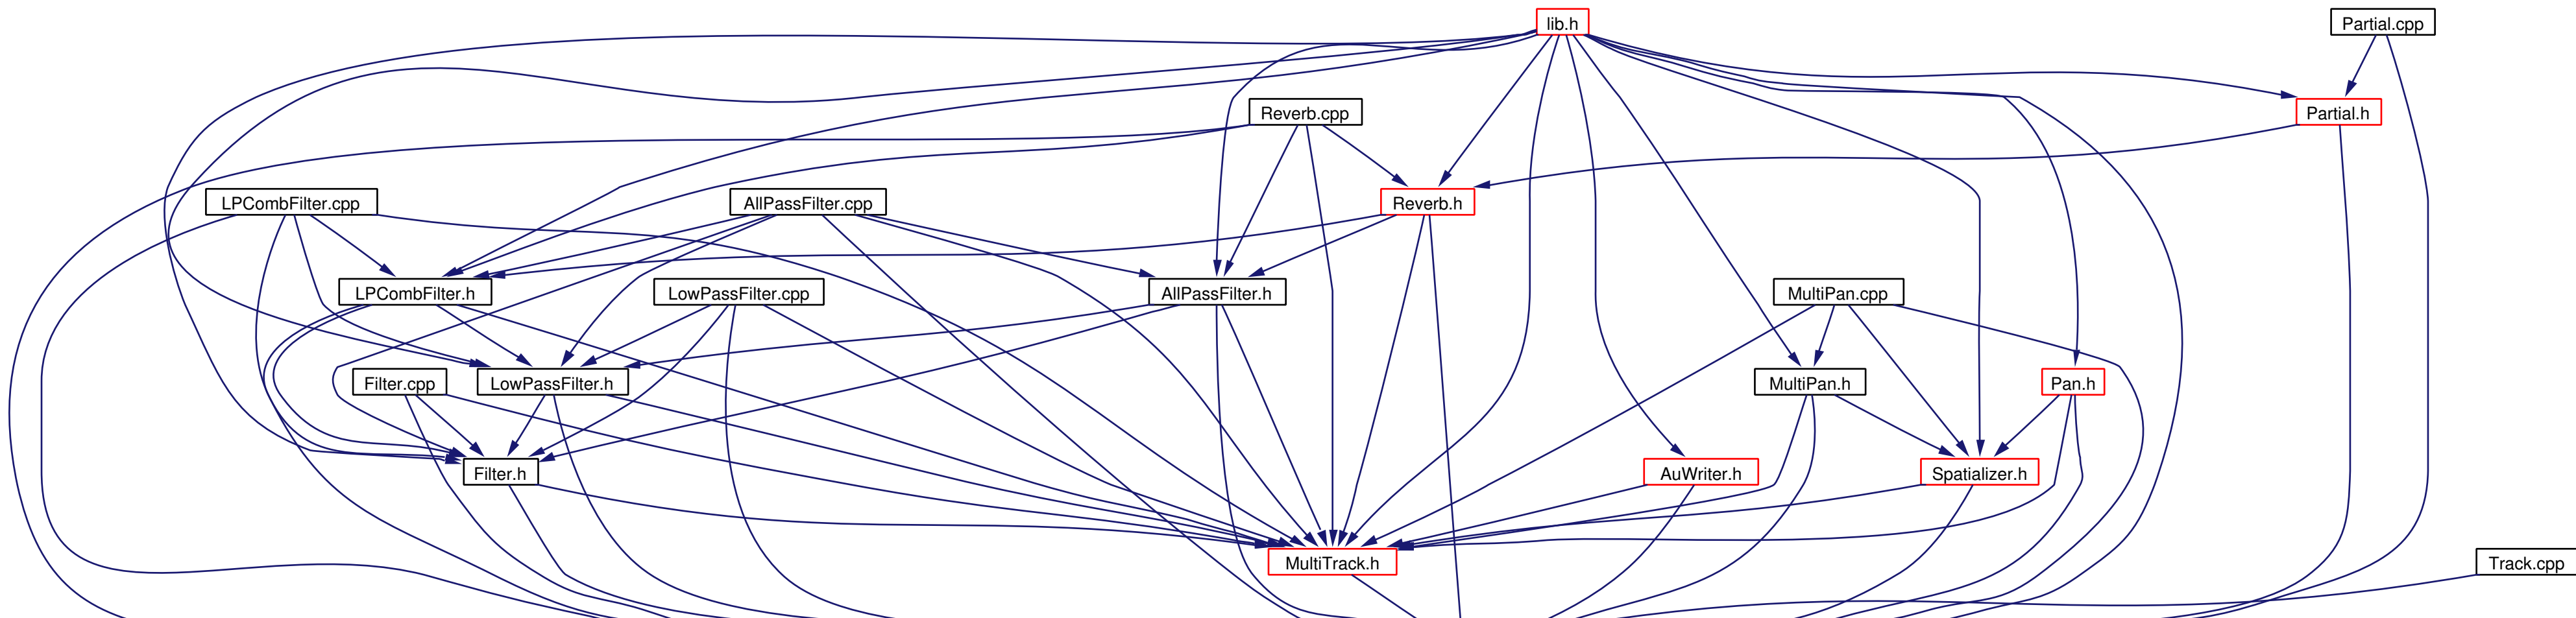 lib.h
Partial.cpp
Reverb.cpp
Partial.h
LPCombFilter.cpp
AllPassFilter.cpp
Reverb.h
LPCombFilter.h
LowPassFilter.cpp
AllPassFilter.h
MultiPan.cpp
Filter.cpp
LowPassFilter.h
MultiPan.h
Pan.h
Filter.h
AuWriter.h
Spatializer.h
MultiTrack.h
Track.cpp